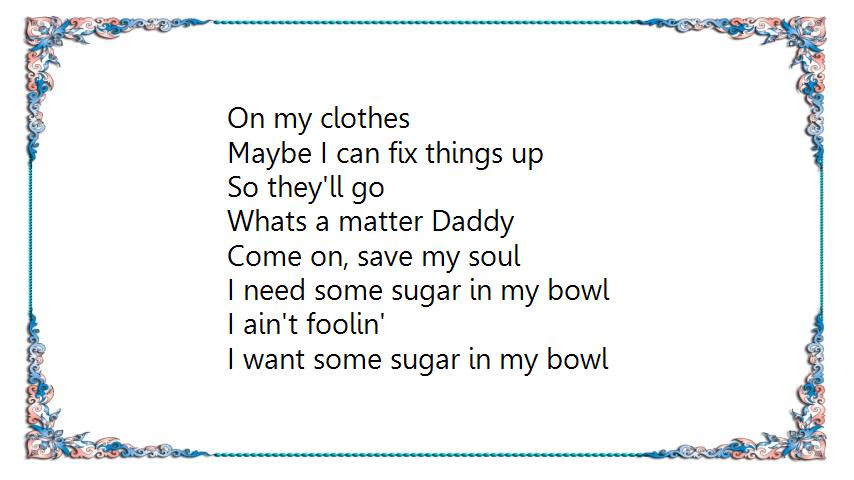 On my clothes
Maybe I can fix things up
So they'll go
Whats a matter Daddy
Come on, save my soul
I need some sugar in my bowl
I ain't foolin'
I want some sugar in my bowl